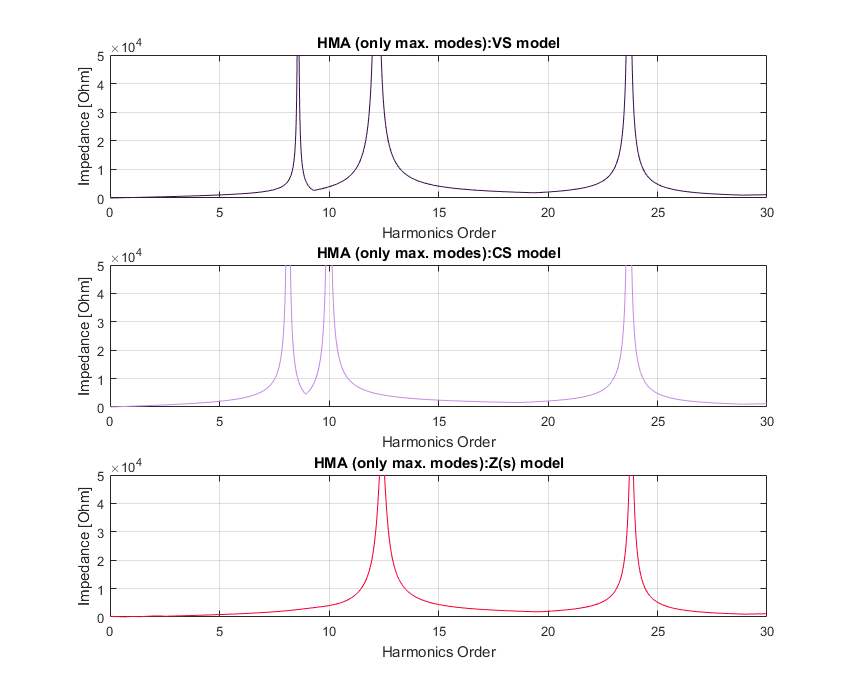 HMA (only max. modes):VS model
×10^4
5
4
3
2
1
0
Impedance [Ohm]
0 5 10 15 20 25 30
Harmonics Order
HMA (only max. modes):CS model
×10^4
5
4
3
2
1
0
Impedance [Ohm]
0 5 10 15 20 25 30
Harmonics Order
HMA (only max. modes):Z(s) model
×10^4
5
4
3
2
1
0
Impedance [Ohm]
0 5 10 15 20 25 30
Harmonics Order